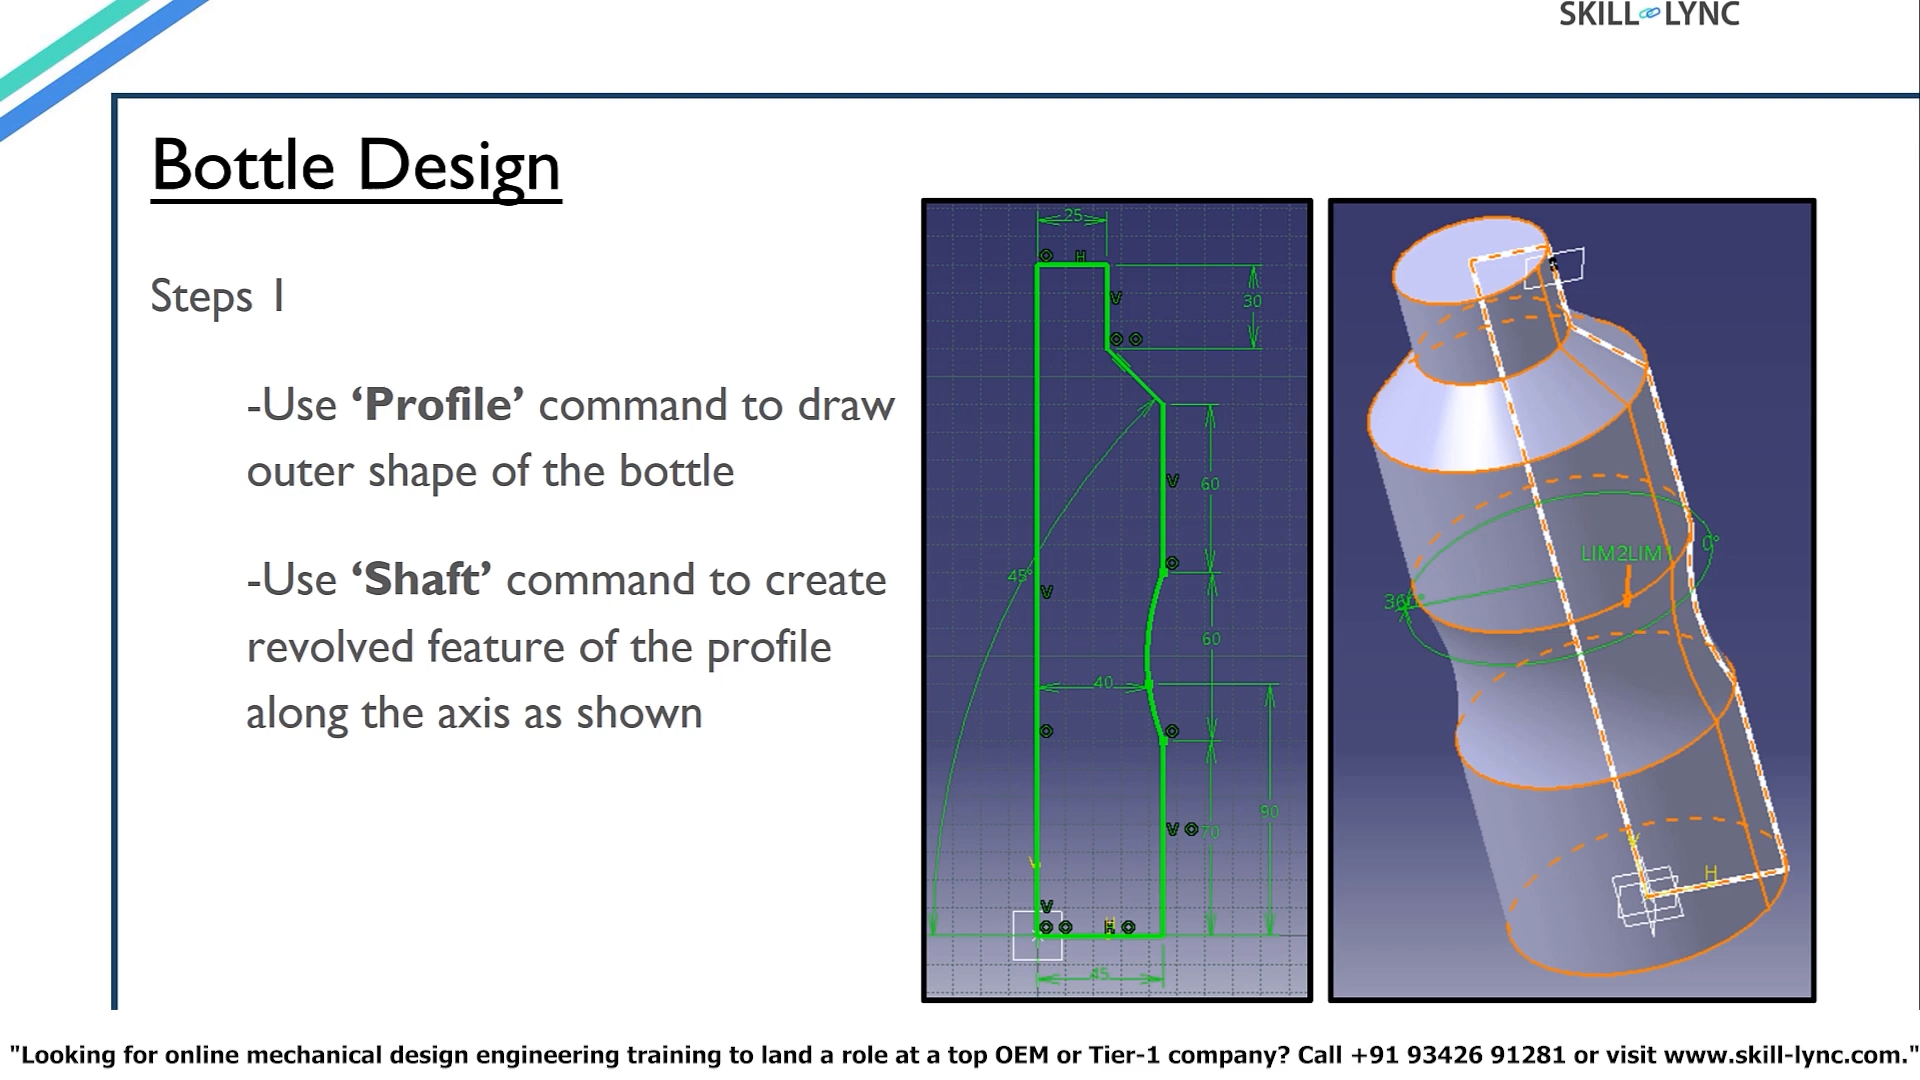 SKILL LYNC
Bottle Design
Steps 1
-Use ‘Profile’ command to draw
outer shape of the bottle
-Use ‘Shaft’ command to create
revolved feature of the profile
along the axis as shown
25
H
V
30
V
60
45°
V
60
40
90
V
70
V
V
H
45
LIM2LIM
0°
V
H
"Looking for online mechanical design engineering training to land a role at a top OEM or Tier-1 company? Call +91 93426 91281 or visit www.skill-lync.com."